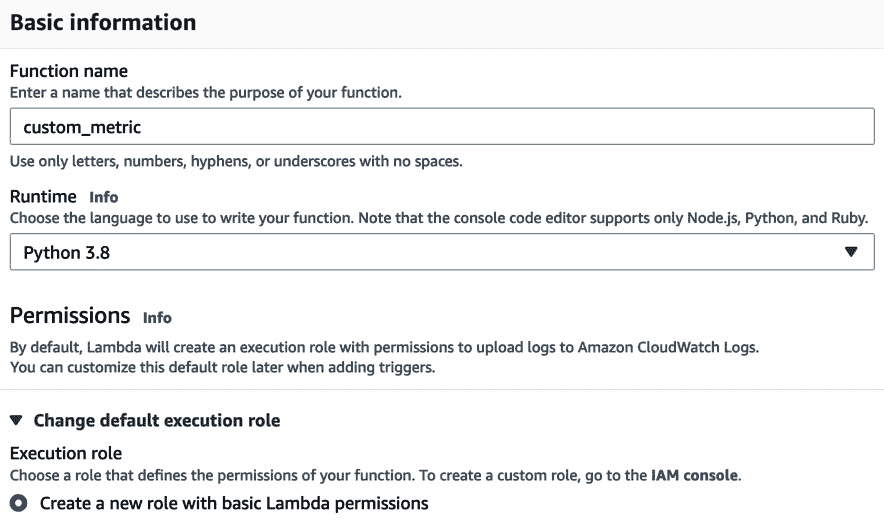 Basic information
Function name
Enter a name that describes the purpose of your function.
custom_metric
Use only letters, numbers, hyphens, or underscores with no spaces.
Runtime Info
Choose the language to use to write your function. Note that the console code editor supports only Node.js, Python, and Ruby.
Python 3.8
Permissions Info
By default, Lambda will create an execution role with permissions to upload logs to Amazon CloudWatch Logs.
You can customize this default role later when adding triggers.
Change default execution role
Execution role
Choose a role that defines the permissions of your function. To create a custom role, go to the IAM console.
Create a new role with basic Lambda permissions